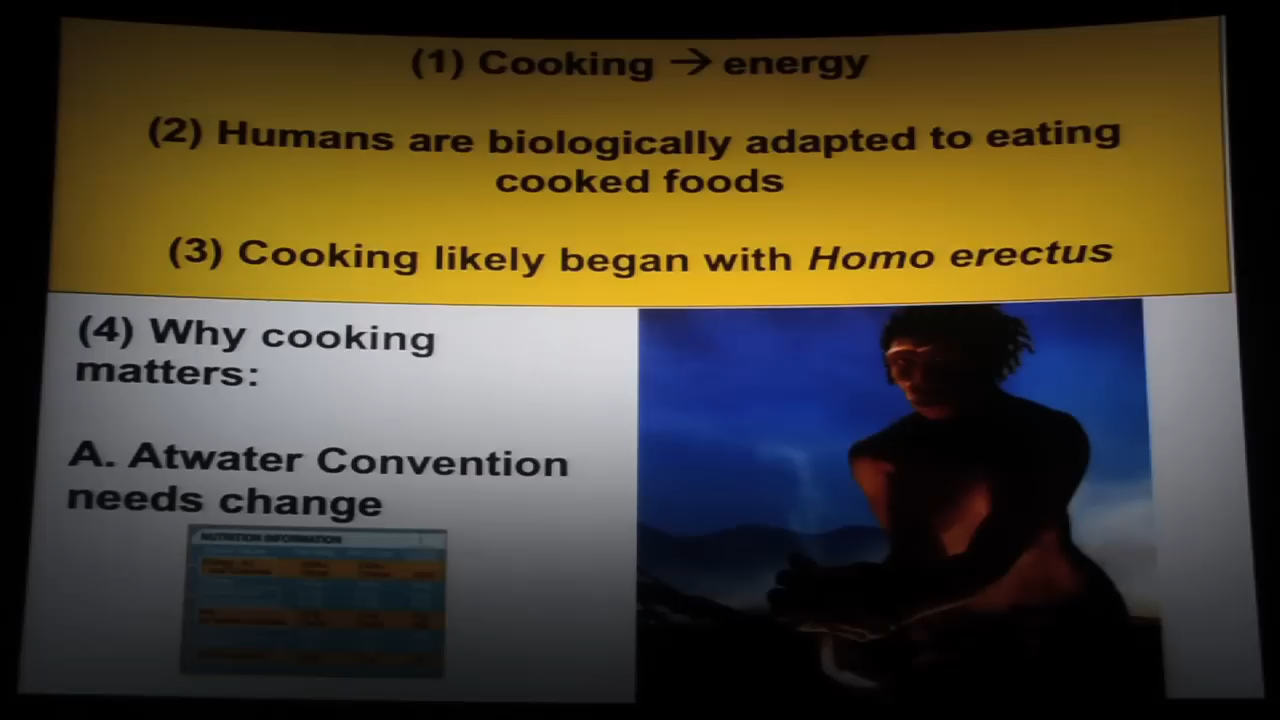 (1) Cooking → energy
(2) Humans are biologically adapted to eating
cooked foods
(3) Cooking likely began with Homo erectus
(4) Why cooking
matters:
A. Atwater Convention
needs change
NUTRITION INFORMATION